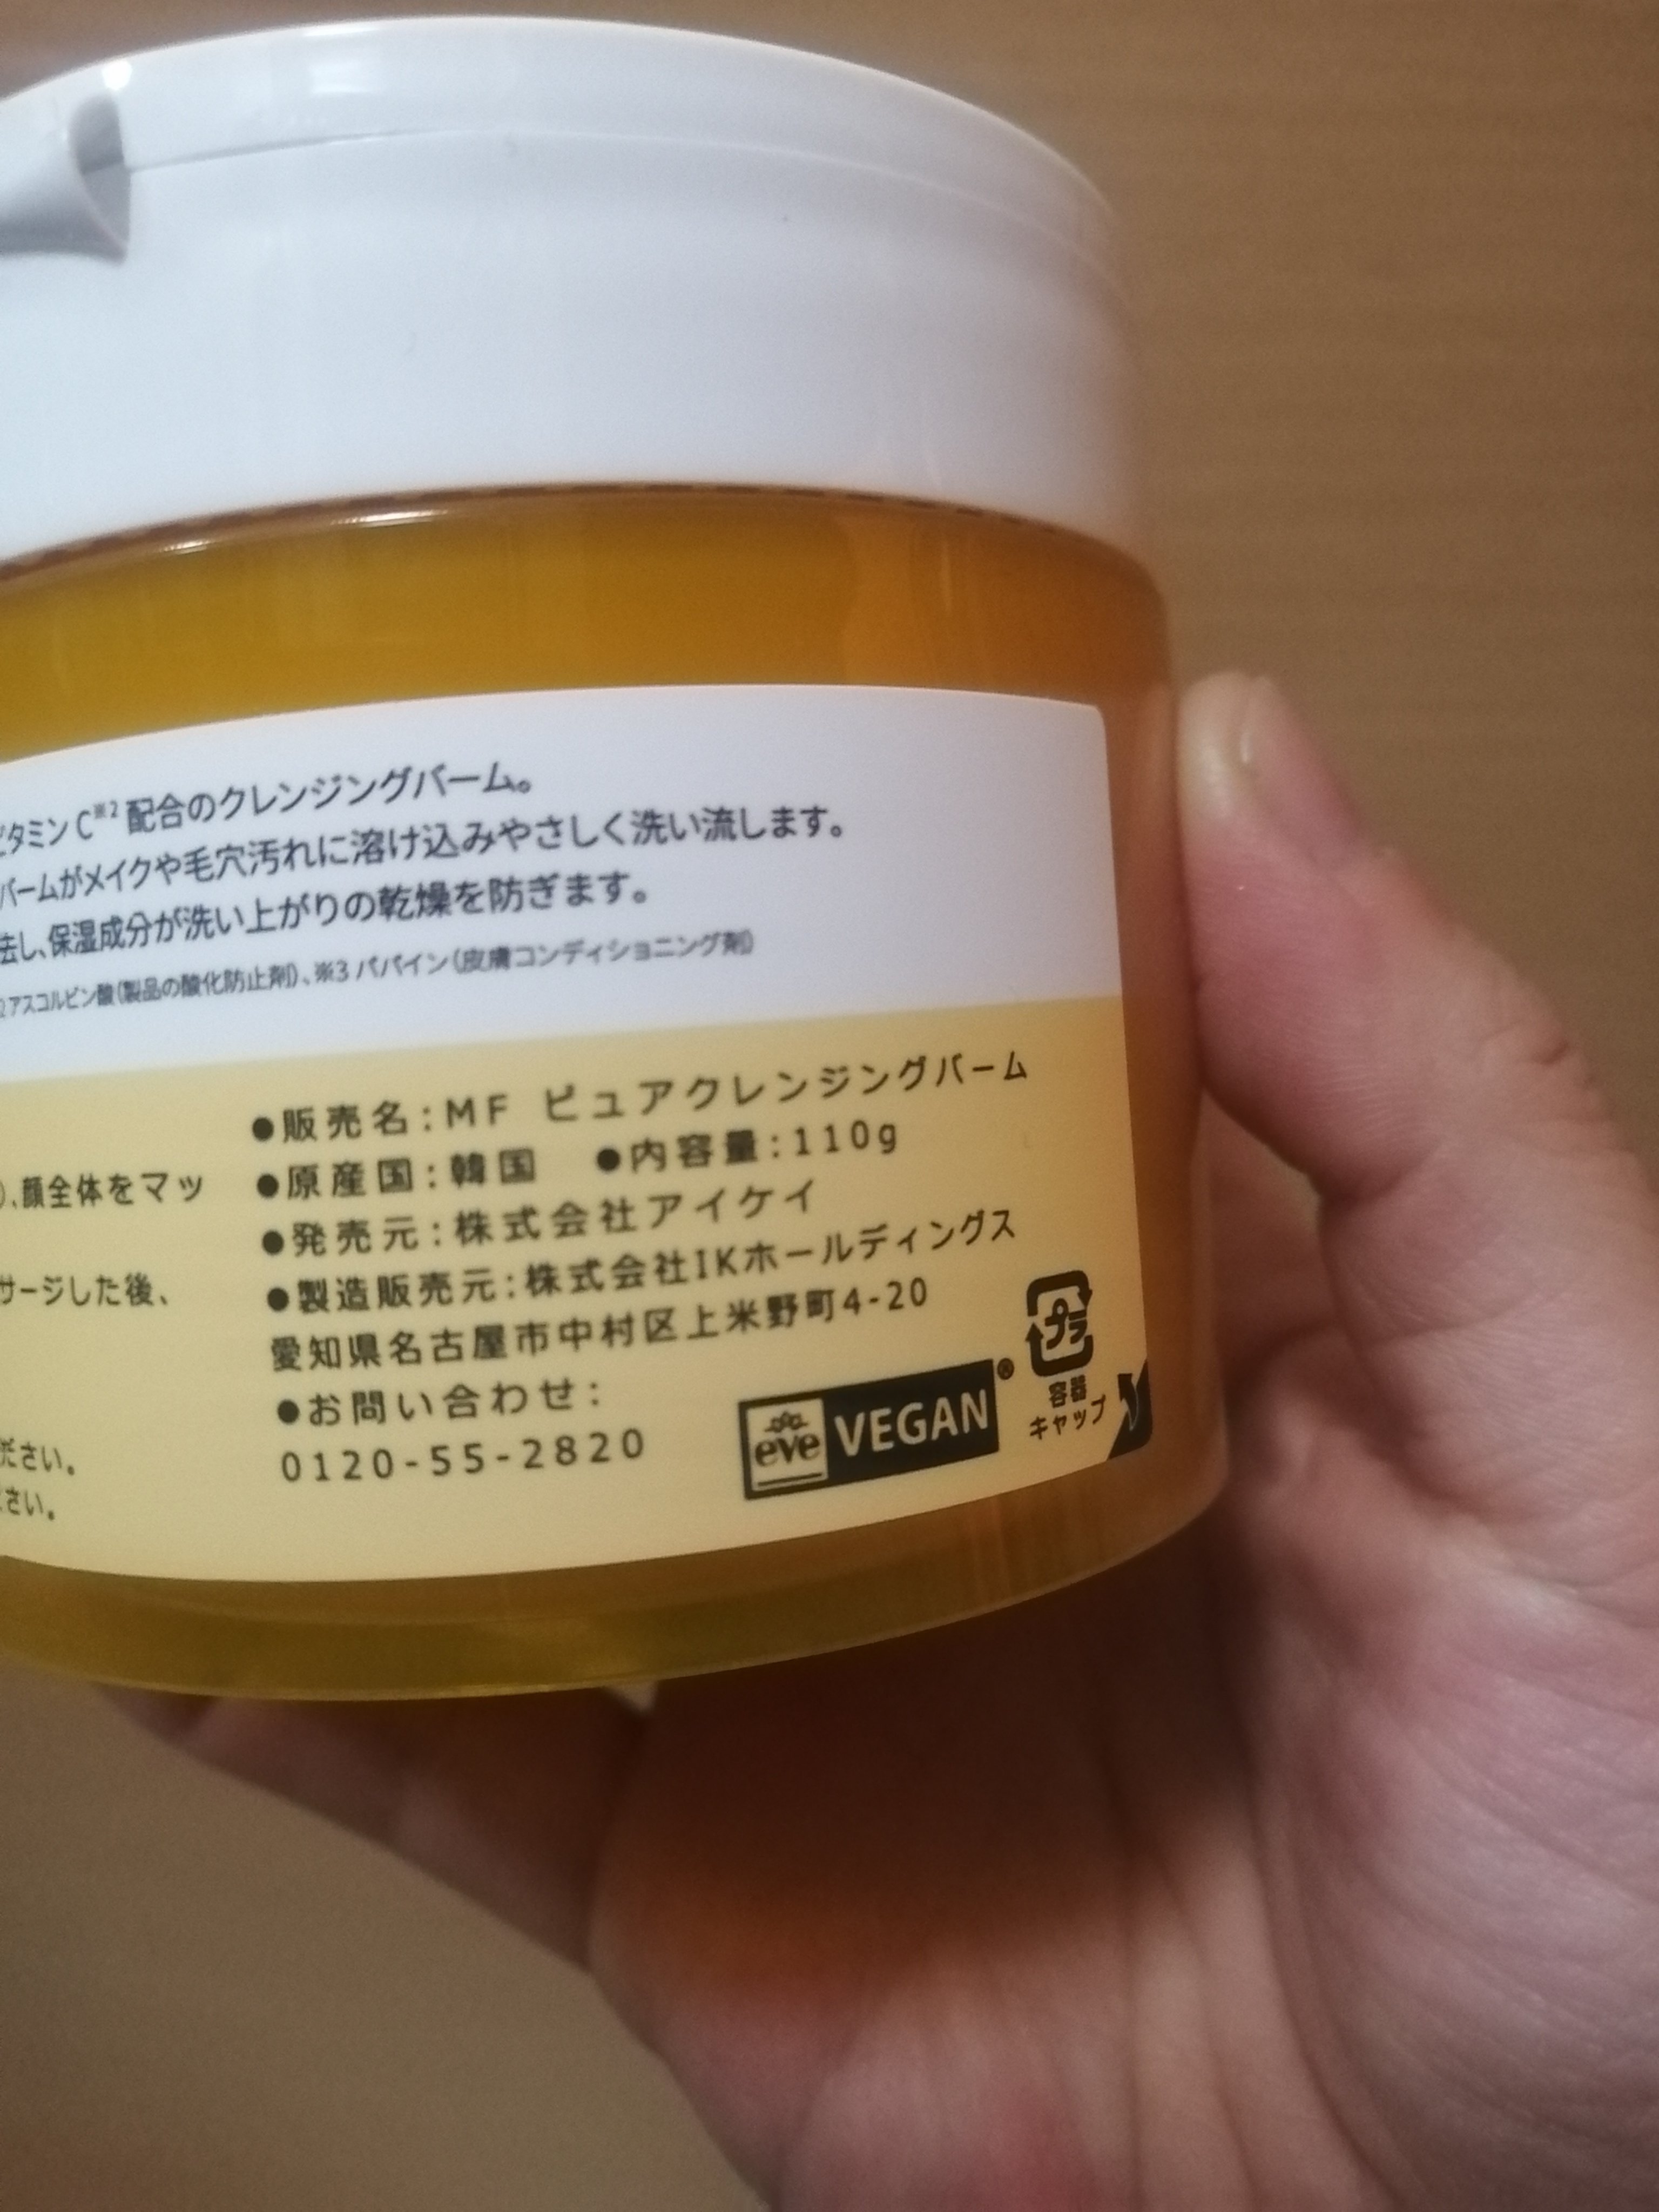 ビタミンC※2配合のクレンジングバーム。
バームがメイクや毛穴汚れに溶け込みやさしく洗い流します。
去し、保湿成分が洗い上がりの乾燥を防ぎます。
2アスコルビン酸(製品の酸化防止剤)、※3 パパイン(皮膚コンディショニング剤)
)、顔全体をマッ
サージした後、
ださい。
ださい。
●販売名:MF ピュアクレンジングバーム
●原産国:韓国 ●内容量:110g
●発売元:株式会社アイケイ
●製造販売元:株式会社IKホールディングス
愛知県名古屋市中村区上米野町4-20
●お問い合わせ:
0120-55-2820
eve VEGAN®
プラ
容器
キャップ